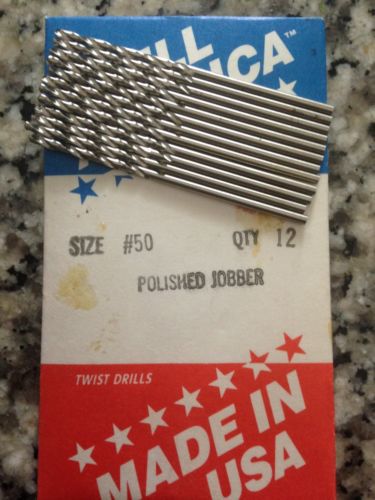 SIZE #50 QTY 12
POLISHED JOBBER
TWIST DRILLS
MADE IN
USA